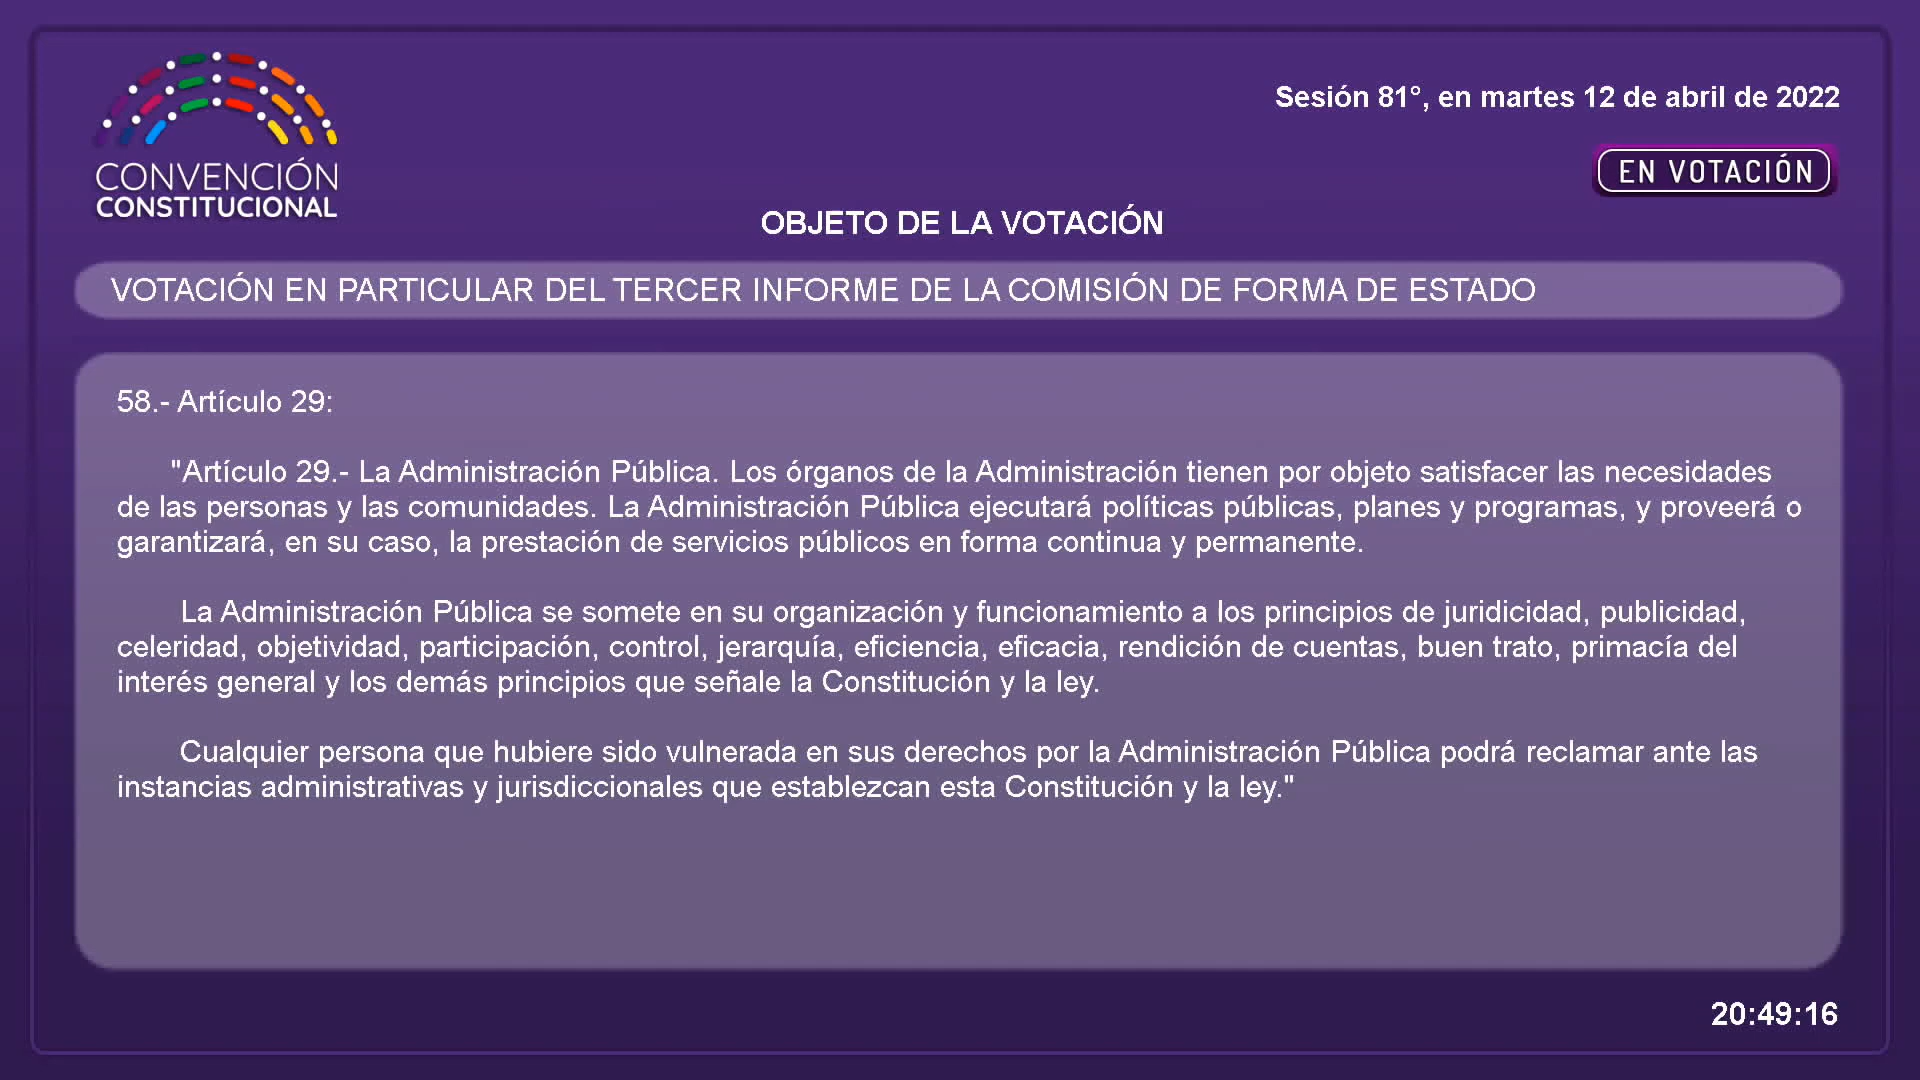 CONVENCIÓN
CONSTITUCIONAL
Sesión 81°, en martes 12 de abril de 2022
EN VOTACIÓN
OBJETO DE LA VOTACIÓN
VOTACIÓN EN PARTICULAR DEL TERCER INFORME DE LA COMISIÓN DE FORMA DE ESTADO
58.- Artículo 29:
"Artículo 29.- La Administración Pública. Los órganos de la Administración tienen por objeto satisfacer las necesidades
de las personas y las comunidades. La Administración Pública ejecutará políticas públicas, planes y programas, y proveerá o
garantizará, en su caso, la prestación de servicios públicos en forma continua y permanente.
La Administración Pública se somete en su organización y funcionamiento a los principios de juridicidad, publicidad,
celeridad, objetividad, participación, control, jerarquía, eficiencia, eficacia, rendición de cuentas, buen trato, primacía del
interés general y los demás principios que señale la Constitución y la ley.
Cualquier persona que hubiere sido vulnerada en sus derechos por la Administración Pública podrá reclamar ante las
instancias administrativas y jurisdiccionales que establezcan esta Constitución y la ley."
20:49:16